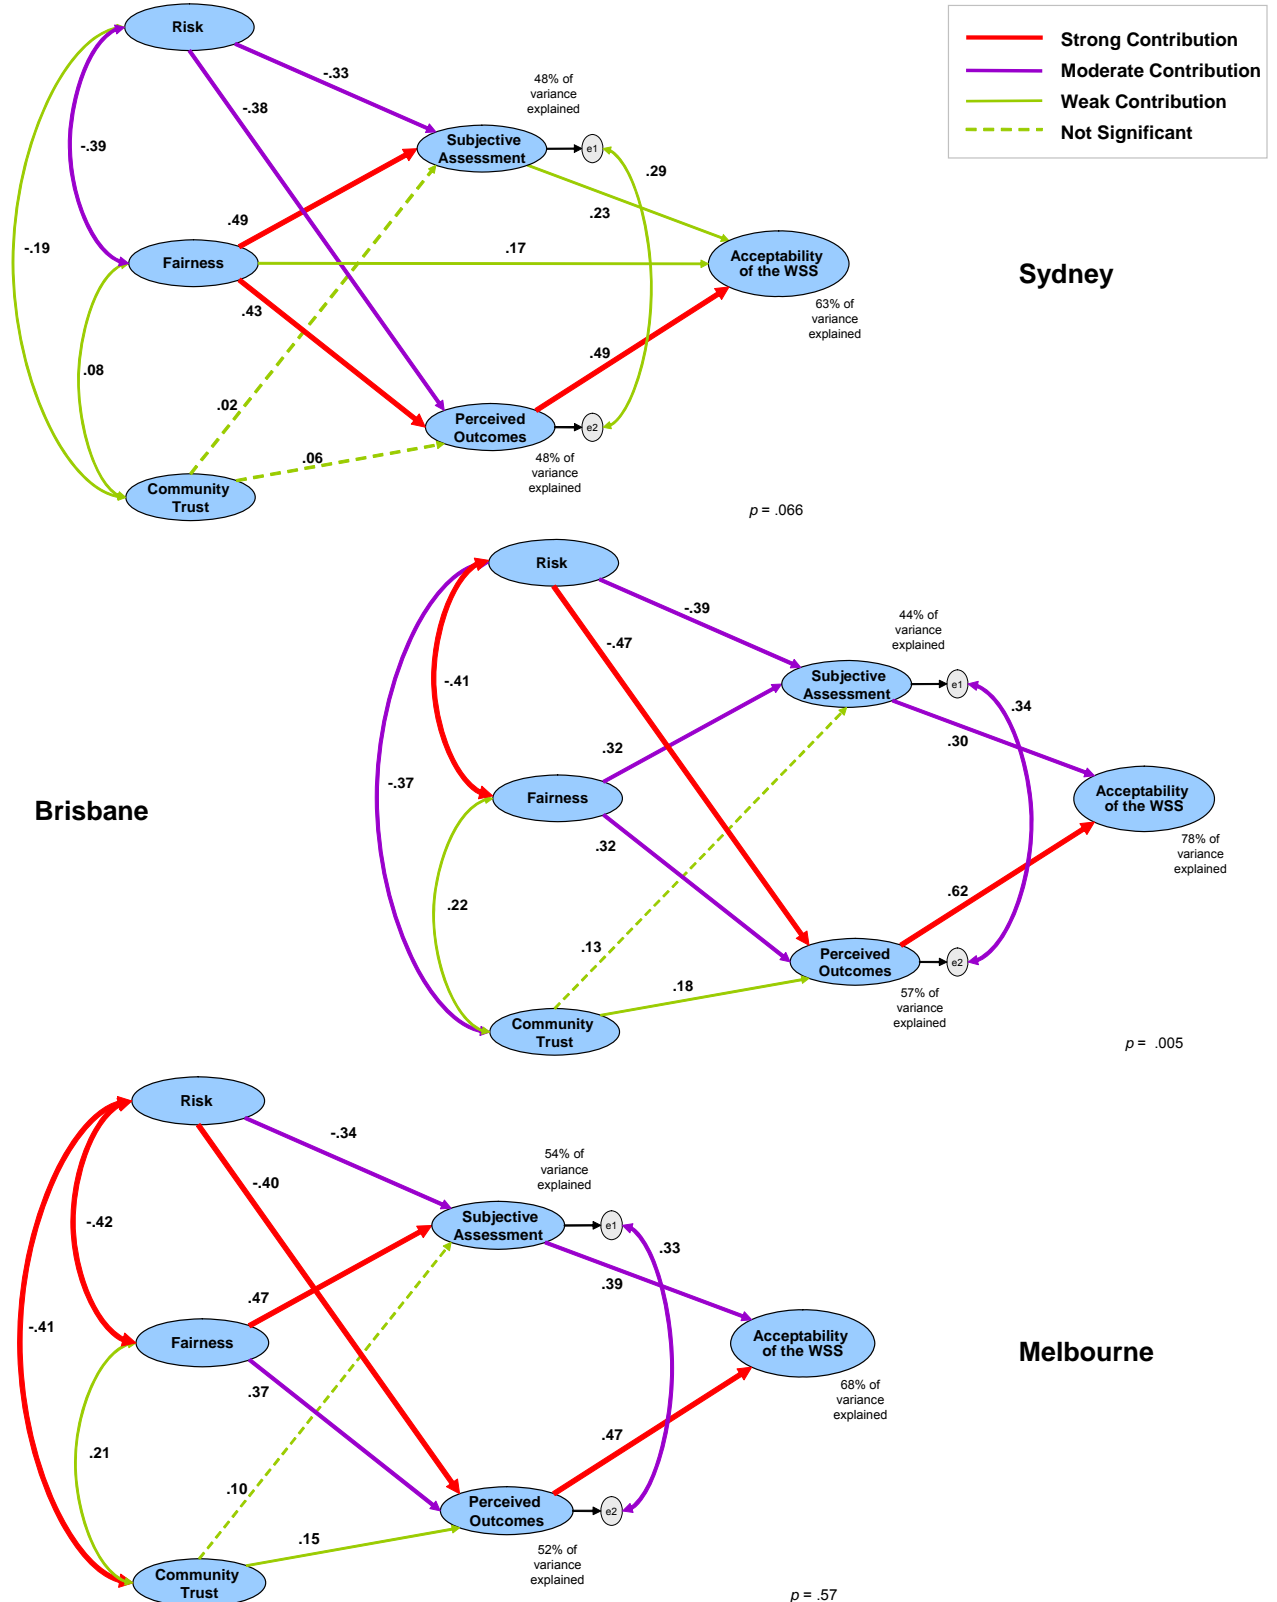 Risk
Strong Contribution
Moderate Contribution
Weak Contribution
Not Significant
-.33
48% of
variance
explained
-.38
Subjective
Assessment
e1
-.39
.29
.23
.49
-.19
.17
Fairness
Acceptability
of the WSS
Sydney
63% of
variance
explained
.43
.49
.08
.02
Perceived
Outcomes
e2
.06
48% of
variance
explained
Community
Trust
p = .066
Risk
-.39
44% of
variance
explained
-.47
Subjective
Assessment
e1
-.41
.34
.30
.32
-.37
Fairness
Acceptability
of the WSS
Brisbane
78% of
variance
explained
.32
.62
.22
.13
Perceived
Outcomes
e2
.18
57% of
variance
explained
Community
Trust
p = .005
Risk
-.34
54% of
variance
explained
-.40
Subjective
Assessment
e1
-.42
.33
.39
.47
-.41
Fairness
Acceptability
of the WSS
Melbourne
68% of
variance
explained
.37
.47
.21
.10
Perceived
Outcomes
e2
.15
52% of
variance
explained
Community
Trust
p = .57